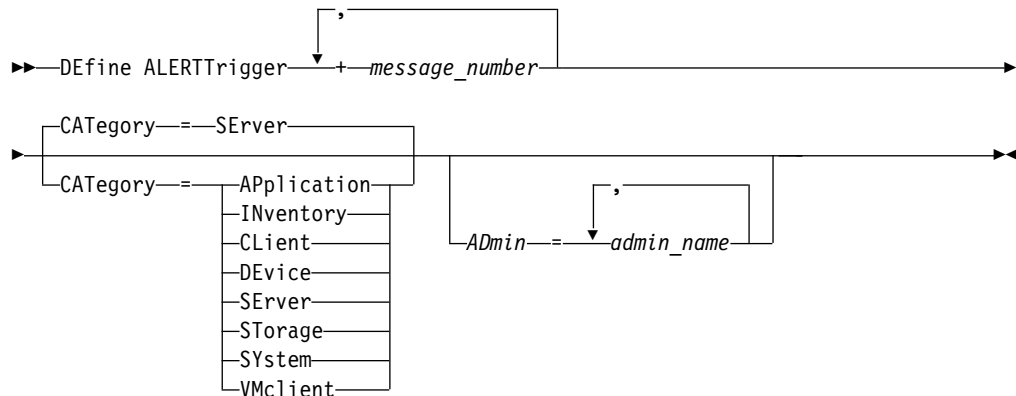 ,
DEfine ALERTTrigger + message_number
CATegory = SErver
CATegory = APplication
INventory
CLient
DEvice
SErver
STorage
SYstem
VMclient
,
ADmin = admin_name